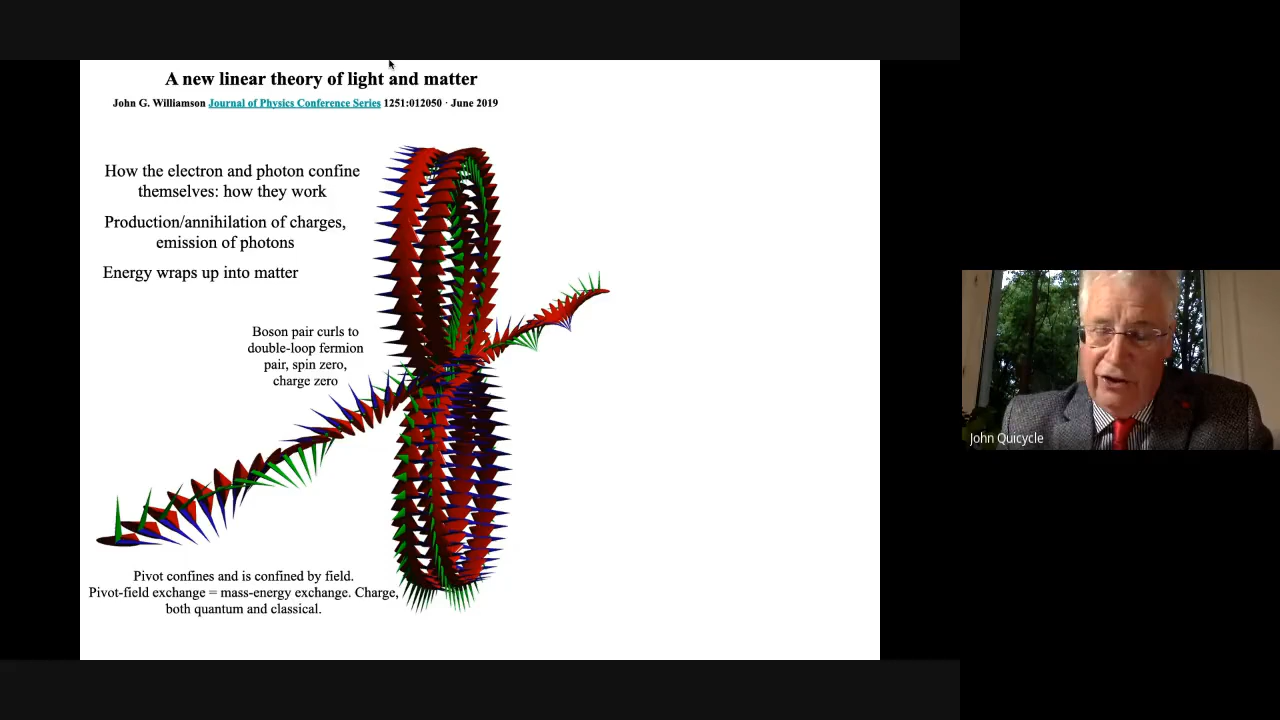 A new linear theory of light and matter
John G. Williamson Journal of Physics Conference Series 1251:012050 · June 2019
How the electron and photon confine
themselves: how they work
Production/annihilation of charges,
emission of photons
Energy wraps up into matter
Boson pair curls to
double-loop fermion
pair, spin zero,
charge zero
Pivot confines and is confined by field.
Pivot-field exchange = mass-energy exchange. Charge,
both quantum and classical.
John Quicycle